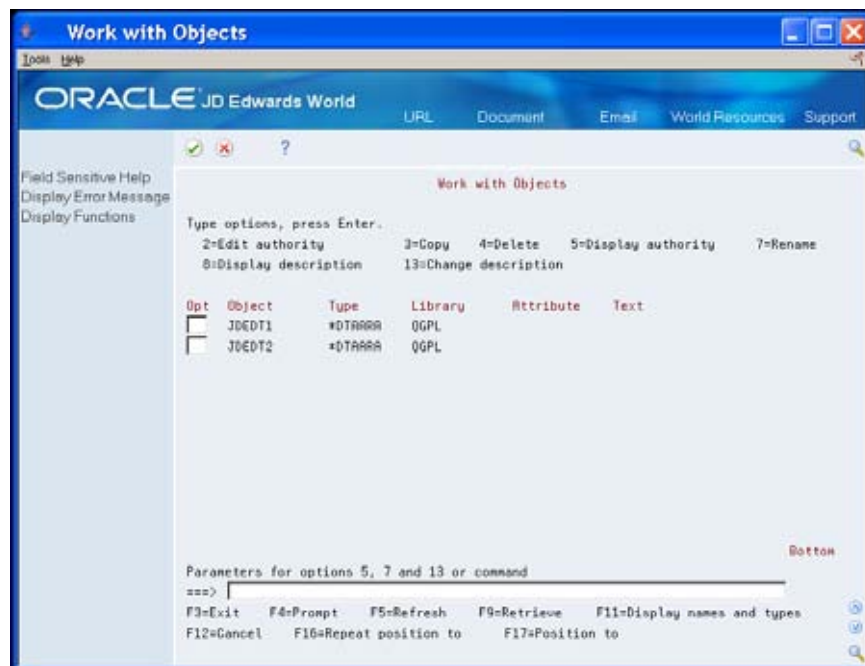 Work with Objects
Tools Help
ORACLE JD Edwards World
URL Document Email World Resources Support
?
Field Sensitive Help
Display Error Message
Display Functions
Work with Objects
Type options, press Enter.
2=Edit authority 3=Copy 4=Delete 5=Display authority 7=Rename
8=Display description 13=Change description
Opt Object Type Library Attribute Text
JDEDT1 *DTAARA QGPL
JDEDT2 *DTAARA QGPL
Bottom
Parameters for options 5, 7 and 13 or command
===>
F3=Exit F4=Prompt F5=Refresh F9=Retrieve F11=Display names and types
F12=Cancel F16=Repeat position to F17=Position to